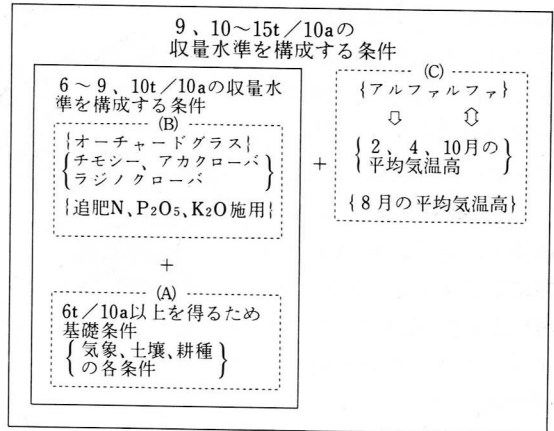 9、10～15t／10aの
収量水準を構成する条件
6～9、10t／10aの収量水
準を構成する条件
(B)
{オーチャードグラス}
{チモシー、アカクローバ
ラジノクローバ}
{追肥N、P₂O₅、K₂O施用}
+
(A)
6t／10a以上を得るため
基礎条件
{気象、土壌、耕種
の各条件}
+
(C)
{アルファルファ}
⇩ ⇕
{2、4、10月の
平均気温高}
{8月の平均気温高}